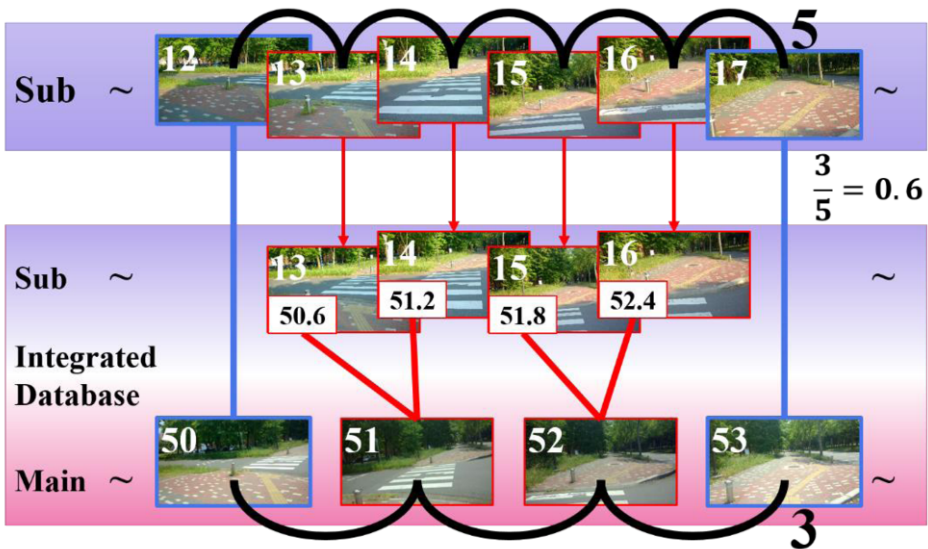 5
12 13 14 15 16 17
Sub ~ ~
3/5 = 0.6
13 14 15 16
Sub ~ ~
50.6 51.2 51.8 52.4
Integrated
Database
50 51 52 53
Main ~ ~
3